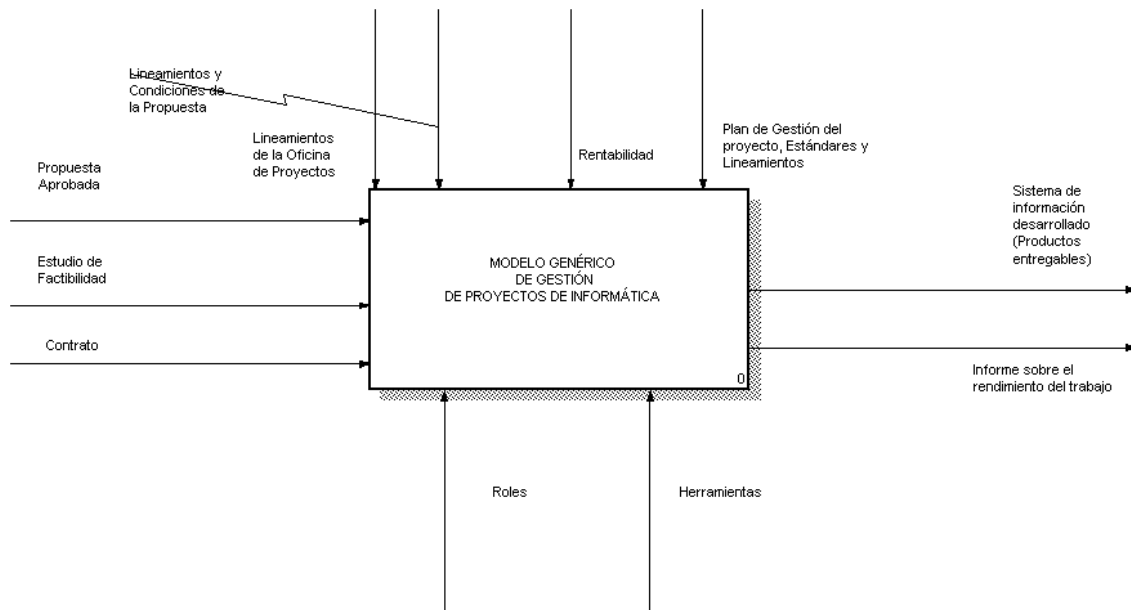 Lineamientos y
Condiciones de
la Propuesta
Lineamientos
de la Oficina
de Proyectos
Rentabilidad
Plan de Gestión del
proyecto, Estándares y
Lineamientos
Propuesta
Aprobada
Estudio de
Factibilidad
Contrato
MODELO GENÉRICO
DE GESTIÓN
DE PROYECTOS DE INFORMÁTICA
0
Sistema de
información
desarrollado
(Productos
entregables)
Informe sobre el
rendimiento del trabajo
Roles
Herramientas